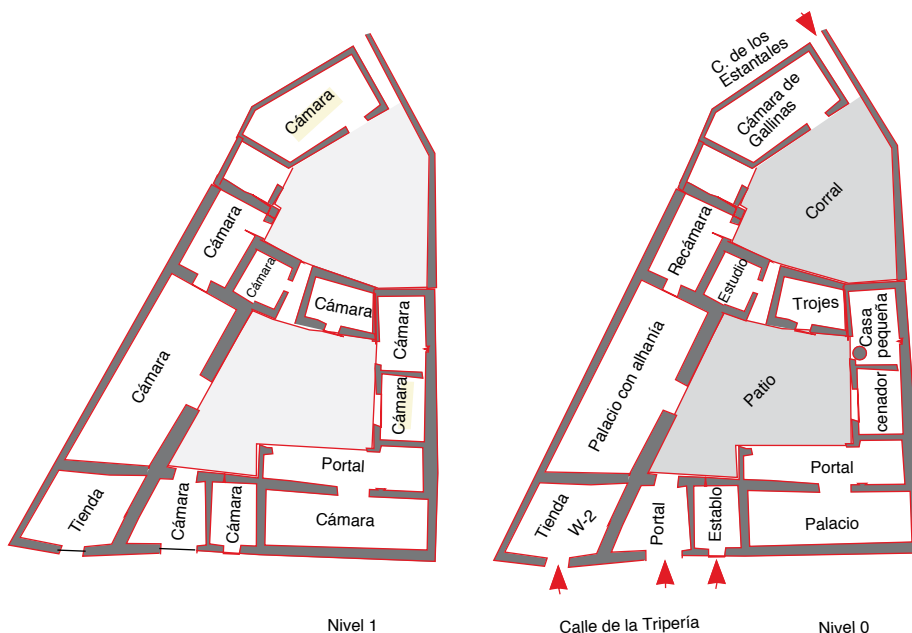 Cámara
Cámara
Cámara
Cámara
Cámara
Cámara
Cámara
Portal
Tienda
Cámara
Cámara
Cámara
Nivel 1
C. de los
Estantales
Cámara de
Gallinas
Corral
Recámara
Estudio
Trojes
Casa
pequeña
Palacio con alhanía
Patio
cenador
Portal
Tienda
W-2
Portal
Establo
Palacio
Calle de la Tripería
Nivel 0